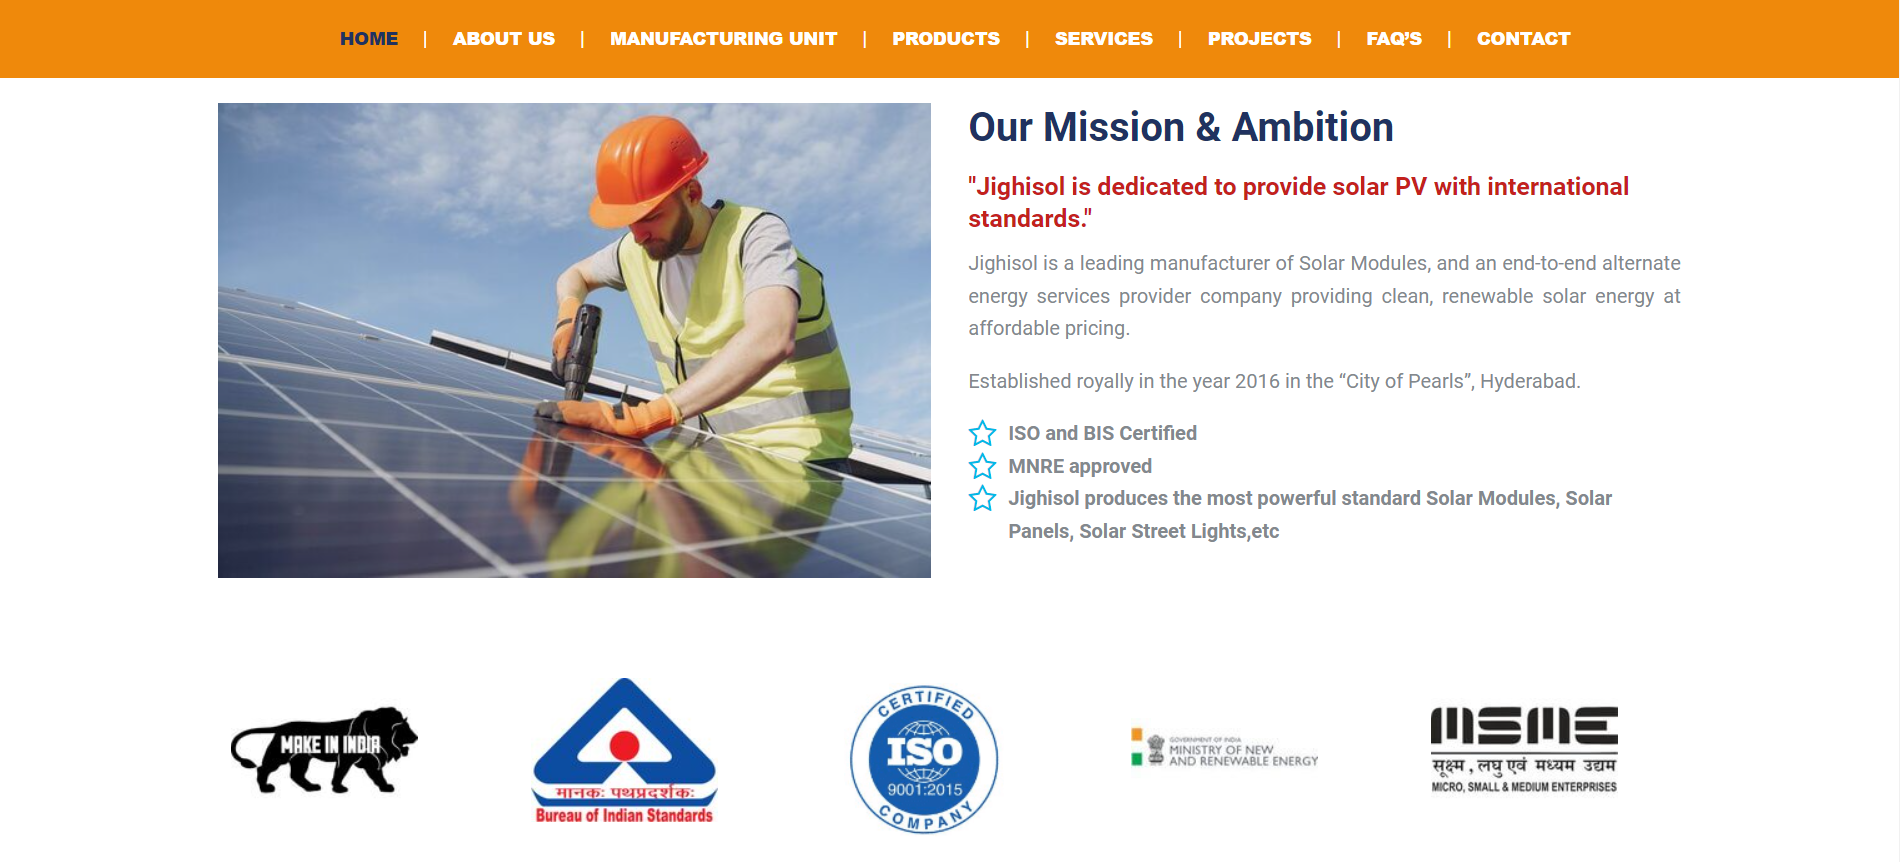 HOME | ABOUT US | MANUFACTURING UNIT | PRODUCTS | SERVICES | PROJECTS | FAQ’S | CONTACT
Our Mission & Ambition
"Jighisol is dedicated to provide solar PV with international
standards."
Jighisol is a leading manufacturer of Solar Modules, and an end-to-end alternate
energy services provider company providing clean, renewable solar energy at
affordable pricing.
Established royally in the year 2016 in the “City of Pearls”, Hyderabad.
ISO and BIS Certified
MNRE approved
Jighisol produces the most powerful standard Solar Modules, Solar
Panels, Solar Street Lights,etc
MAKE IN INDIA
मानकः पथप्रदर्शकः
Bureau of Indian Standards
CERTIFIED
ISO
9001:2015
COMPANY
GOVERNMENT OF INDIA
MINISTRY OF NEW
AND RENEWABLE ENERGY
MSME
सूक्ष्म , लघु एवं मध्यम उद्यम
MICRO, SMALL & MEDIUM ENTERPRISES